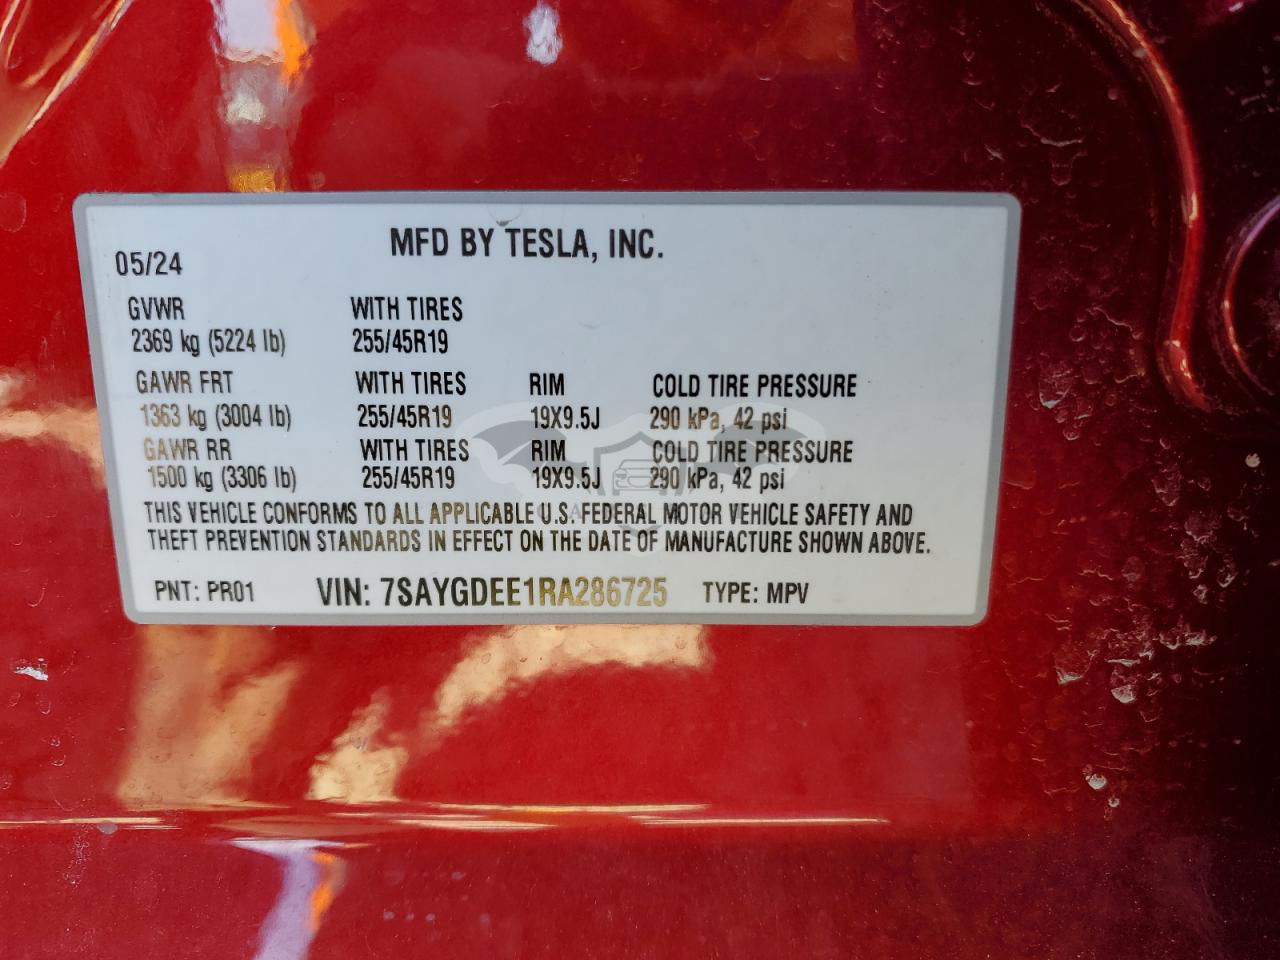 MFD BY TESLA, INC.
05/24
GVWR WITH TIRES
2369 kg (5224 lb) 255/45R19
GAWR FRT WITH TIRES RIM COLD TIRE PRESSURE
1363 kg (3004 lb) 255/45R19 19X9.5J 290 kPa, 42 psi
GAWR RR WITH TIRES RIM COLD TIRE PRESSURE
1500 kg (3306 lb) 255/45R19 19X9.5J 290 kPa, 42 psi
THIS VEHICLE CONFORMS TO ALL APPLICABLE U.S. FEDERAL MOTOR VEHICLE SAFETY AND
THEFT PREVENTION STANDARDS IN EFFECT ON THE DATE OF MANUFACTURE SHOWN ABOVE.
PNT: PR01 VIN: 7SAYGDEE1RA286725 TYPE: MPV